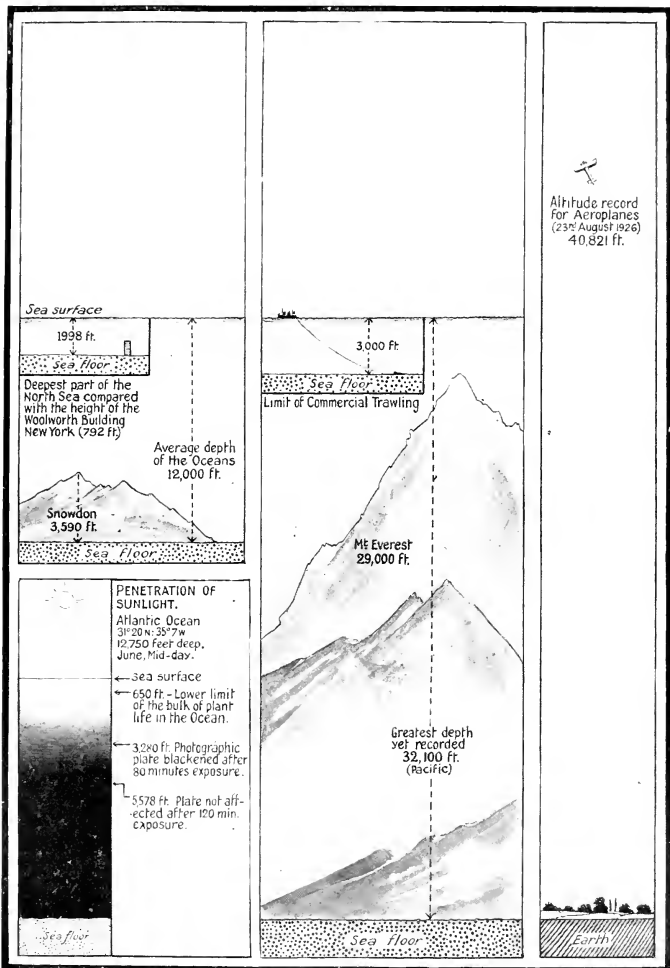 Sea surface
1998 ft.
Sea floor
Deepest part of the
North Sea compared
with the height of the
Woolworth Building
New York (792 ft.)
Average depth
of the Oceans
12,000 ft.
Snowdon
3,590 ft.
Sea floor
PENETRATION OF
SUNLIGHT.
Atlantic Ocean
31°20 N: 35°7 W
12,750 feet deep.
June, Mid-day.
Sea surface
650 ft. - Lower limit
of the bulk of plant
life in the Ocean.
3,280 ft. Photographic
plate blackened after
80 minutes exposure.
5,578 ft. Plate not aff-
ected after 120 min.
exposure.
Sea floor
3,000 ft.
Sea floor
Limit of Commercial Trawling
Mt Everest
29,000 ft.
Greatest depth
yet recorded
32,100 ft.
(Pacific)
Sea floor
Altitude record
for Aeroplanes
(23rd August 1926)
40,821 ft.
Earth